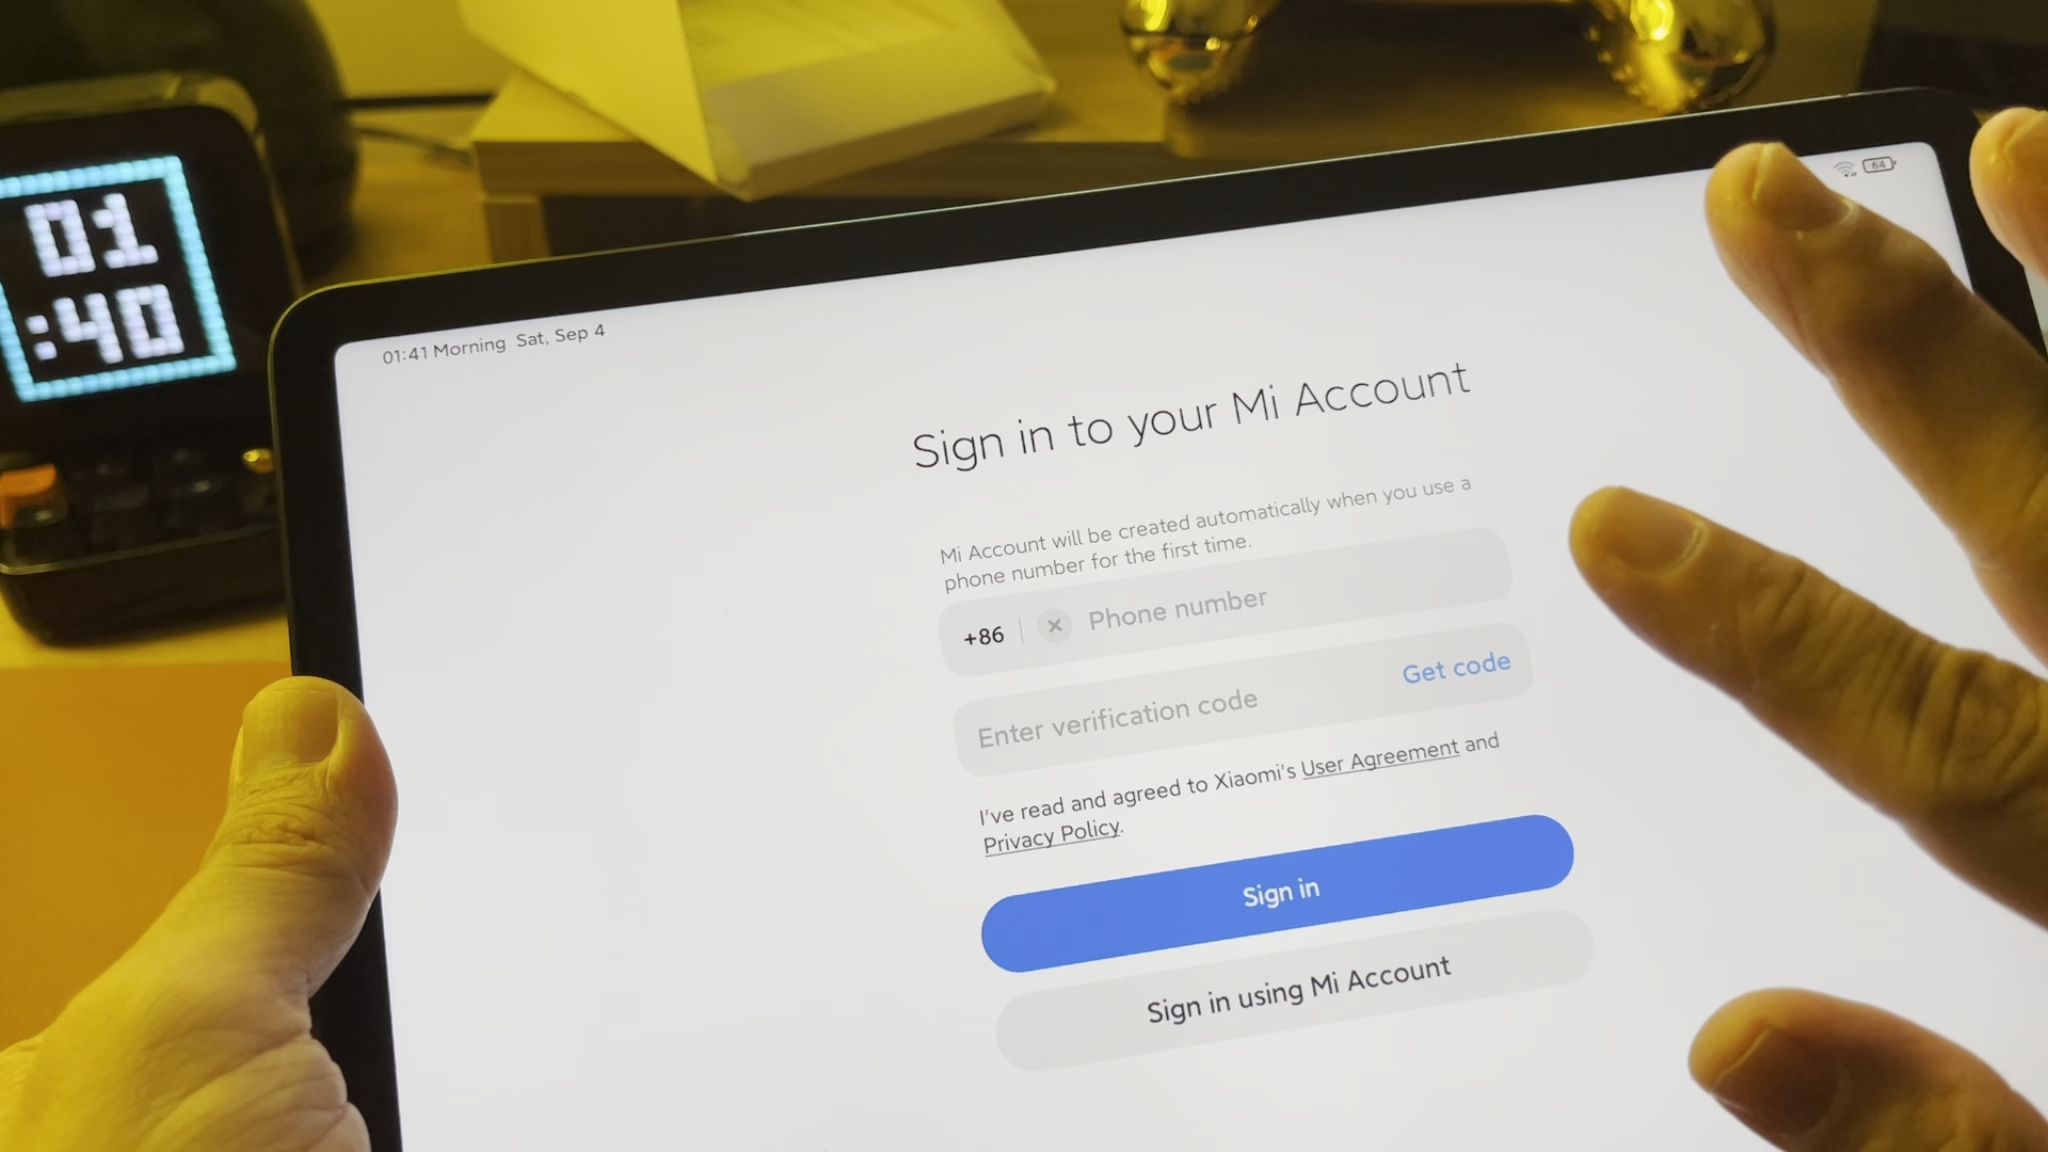 01
:40
01:41 Morning Sat, Sep 4
64
Sign in to your Mi Account
Mi Account will be created automatically when you use a
phone number for the first time.
+86 Phone number
Enter verification code Get code
I've read and agreed to Xiaomi's User Agreement and
Privacy Policy.
Sign in
Sign in using Mi Account